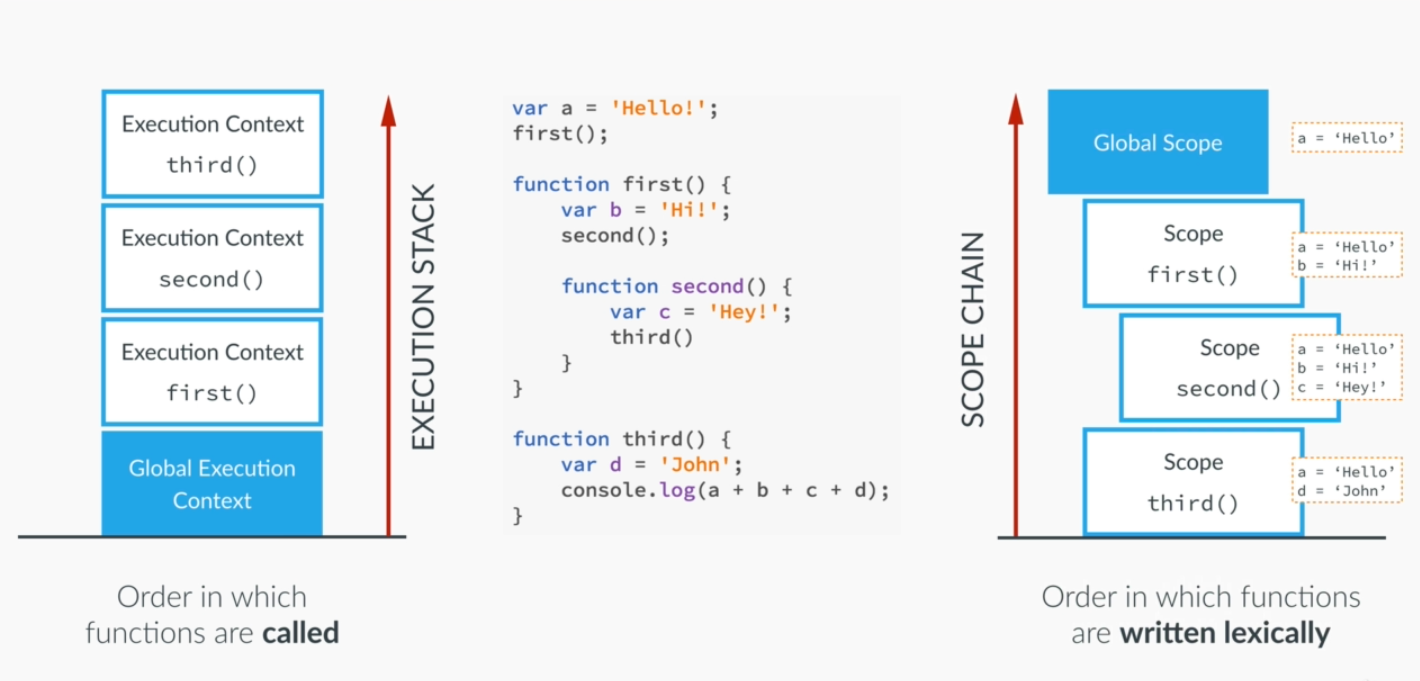 Execution Context
third()
Execution Context
second()
Execution Context
first()
Global Execution
Context
EXECUTION STACK
Order in which
functions are called
var a = 'Hello!';
first();
function first() {
    var b = 'Hi!';
    second();
    function second() {
        var c = 'Hey!';
        third()
    }
}
function third() {
    var d = 'John';
    console.log(a + b + c + d);
}
SCOPE CHAIN
Global Scope
a = ‘Hello’
Scope
first()
a = ‘Hello’
b = ‘Hi!’
Scope
second()
a = ‘Hello’
b = ‘Hi!’
c = ‘Hey!’
Scope
third()
a = ‘Hello’
d = ‘John’
Order in which functions
are written lexically